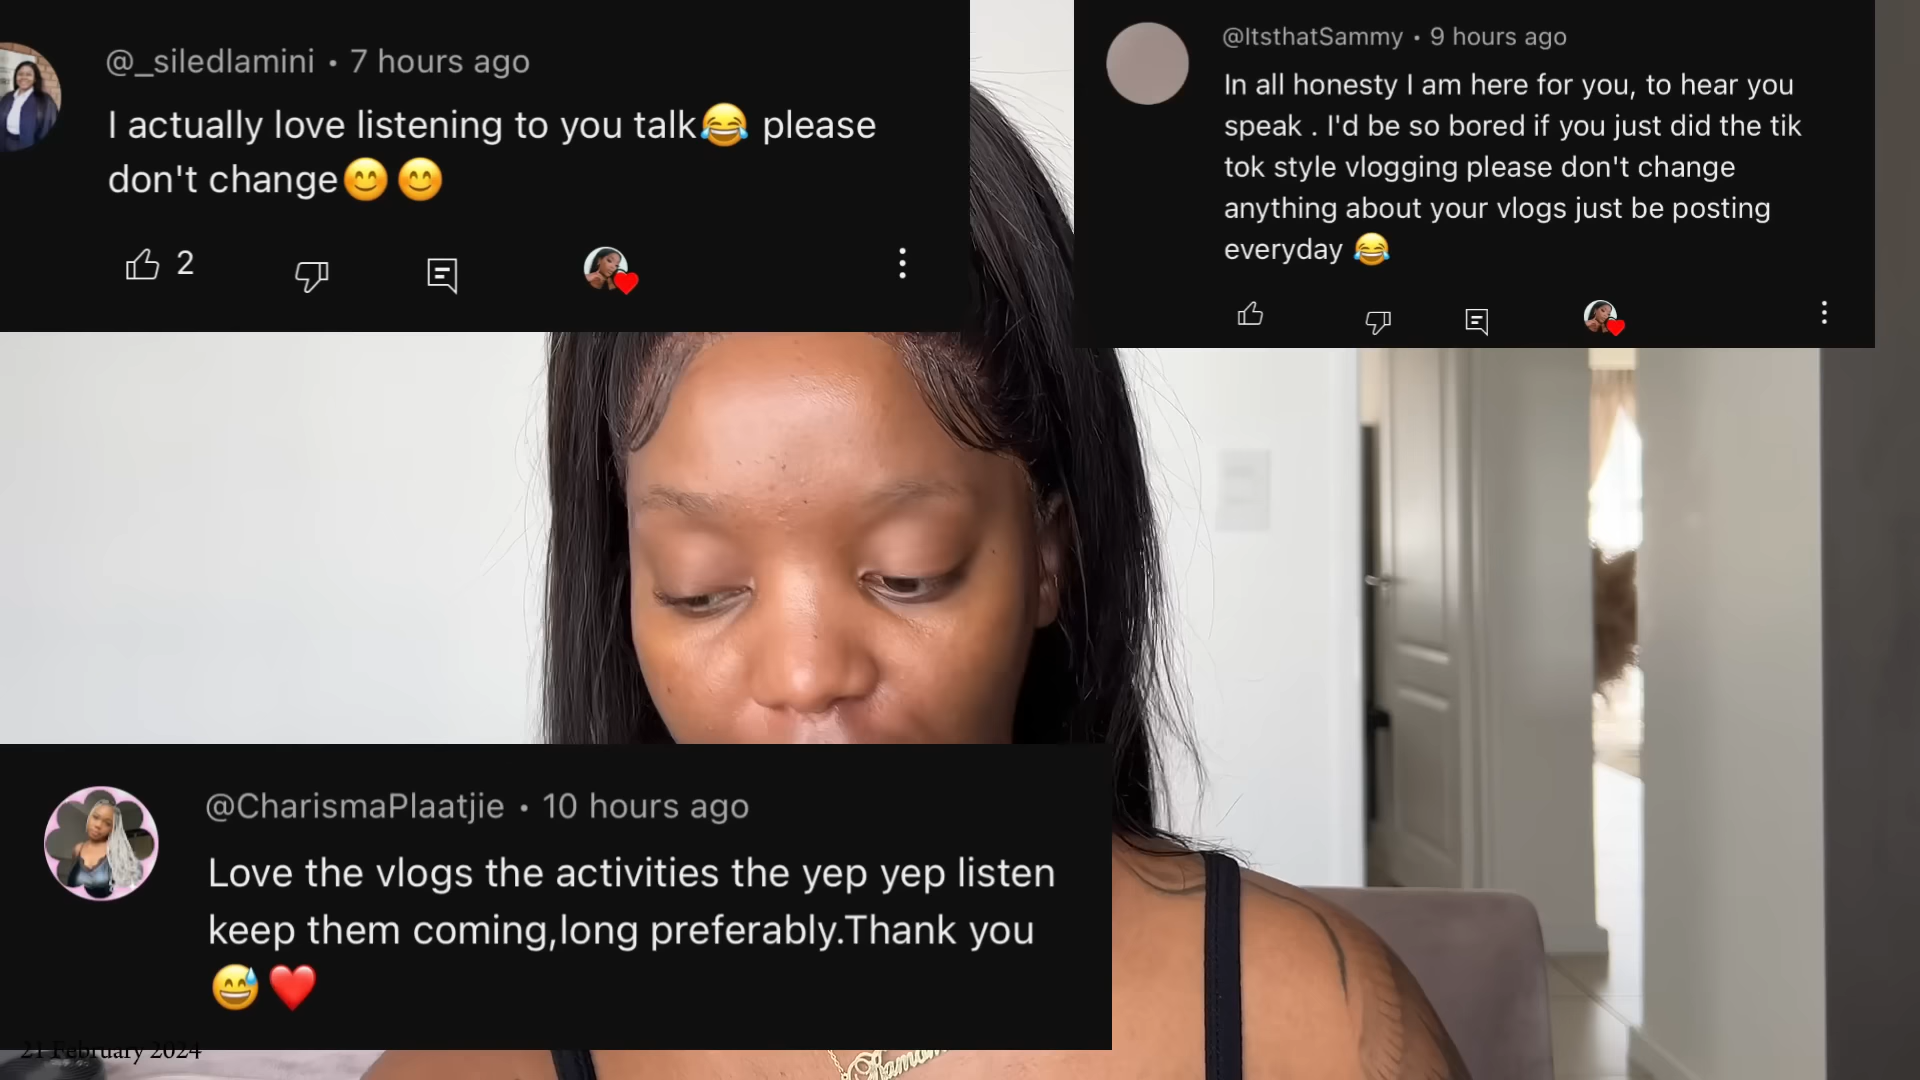 @_siledlamini • 7 hours ago
I actually love listening to you talk😂 please
don't change😊😊
2
@ItsthatSammy • 9 hours ago
In all honesty I am here for you, to hear you
speak . I'd be so bored if you just did the tik
tok style vlogging please don't change
anything about your vlogs just be posting
everyday 😂
@CharismaPlaatjie • 10 hours ago
Love the vlogs the activities the yep yep listen
keep them coming,long preferably.Thank you
😅❤️
21 February 2024